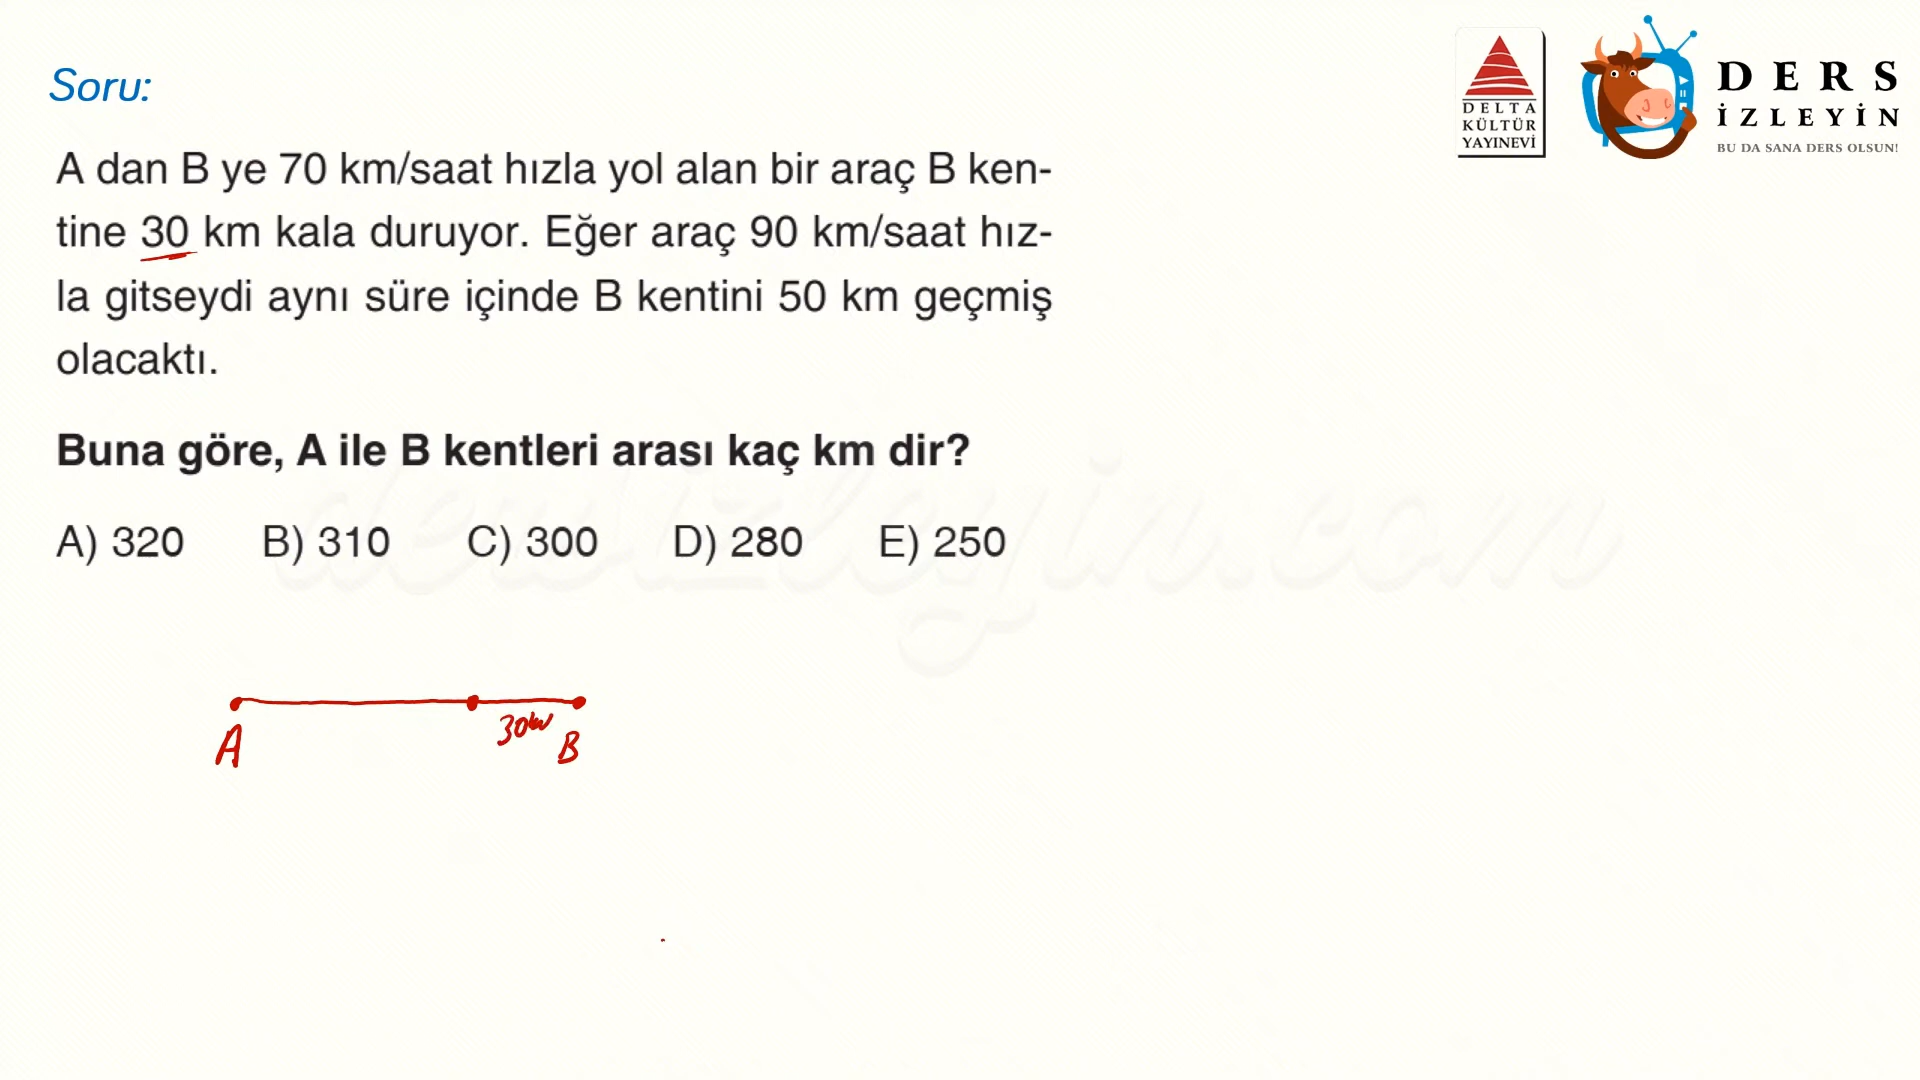 Soru:
DELTA
KÜLTÜR
YAYINEVİ
DERS
İZLEYİN
BU DA SANA DERS OLSUN!
A dan B ye 70 km/saat hızla yol alan bir araç B ken-
tine 30 km kala duruyor. Eğer araç 90 km/saat hız-
la gitseydi aynı süre içinde B kentini 50 km geçmiş
olacaktı.
Buna göre, A ile B kentleri arası kaç km dir?
A) 320 B) 310 C) 300 D) 280 E) 250
dersizleyin.com
30km
A B